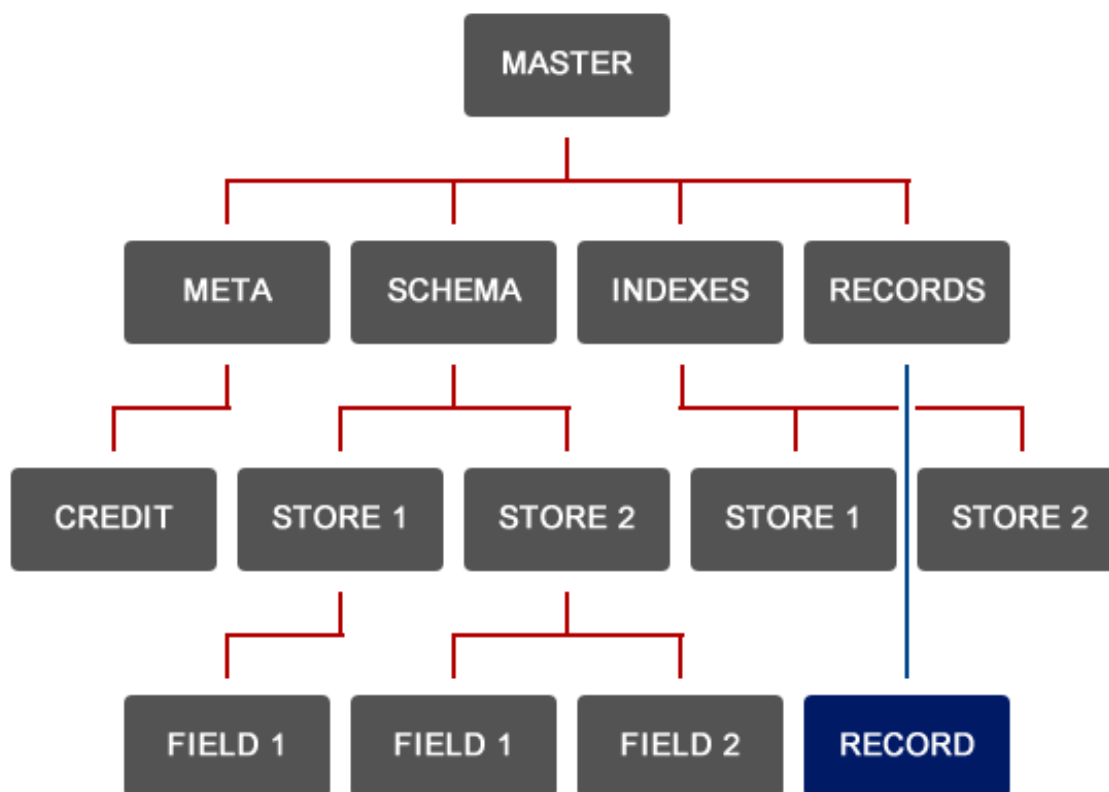 MASTER
META
SCHEMA
INDEXES
RECORDS
CREDIT
STORE 1
STORE 2
STORE 1
STORE 2
FIELD 1
FIELD 1
FIELD 2
RECORD